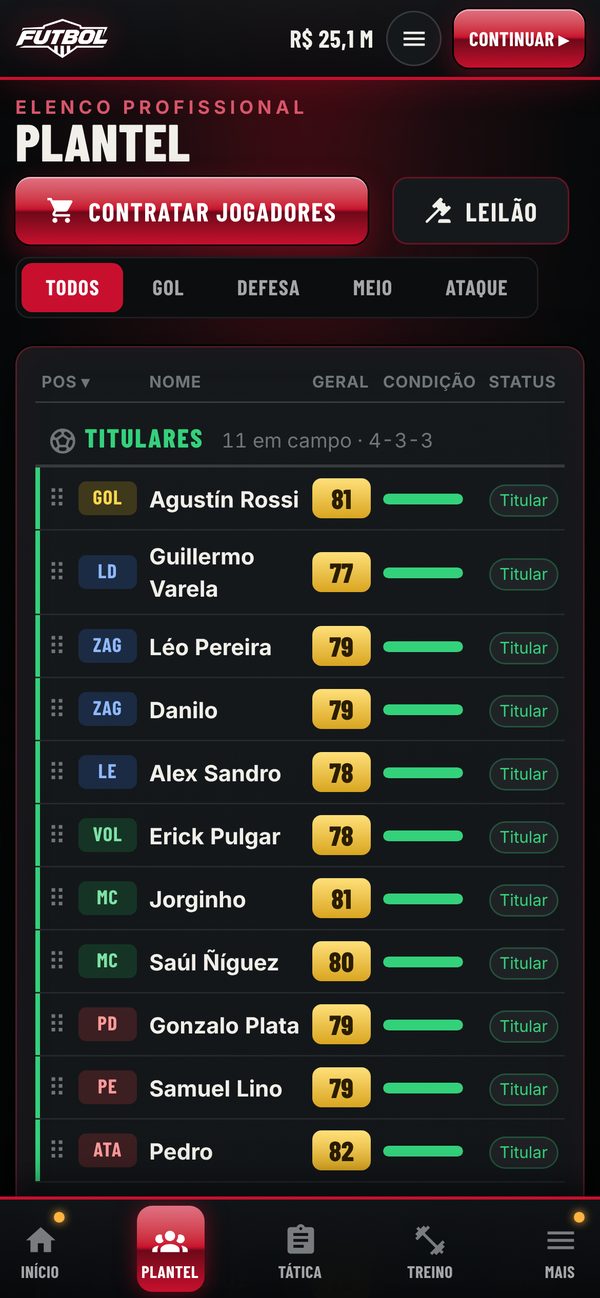 FUTBOL
R$ 25,1 M
CONTINUAR ▸
ELENCO PROFISSIONAL
PLANTEL
CONTRATAR JOGADORES
LEILÃO
TODOS GOL DEFESA MEIO ATAQUE
POS ▾ NOME GERAL CONDIÇÃO STATUS
TITULARES 11 em campo · 4-3-3
GOL Agustín Rossi 81 Titular
LD Guillermo Varela 77 Titular
ZAG Léo Pereira 79 Titular
ZAG Danilo 79 Titular
LE Alex Sandro 78 Titular
VOL Erick Pulgar 78 Titular
MC Jorginho 81 Titular
MC Saúl Ñíguez 80 Titular
PD Gonzalo Plata 79 Titular
PE Samuel Lino 79 Titular
ATA Pedro 82 Titular
INÍCIO PLANTEL TÁTICA TREINO MAIS